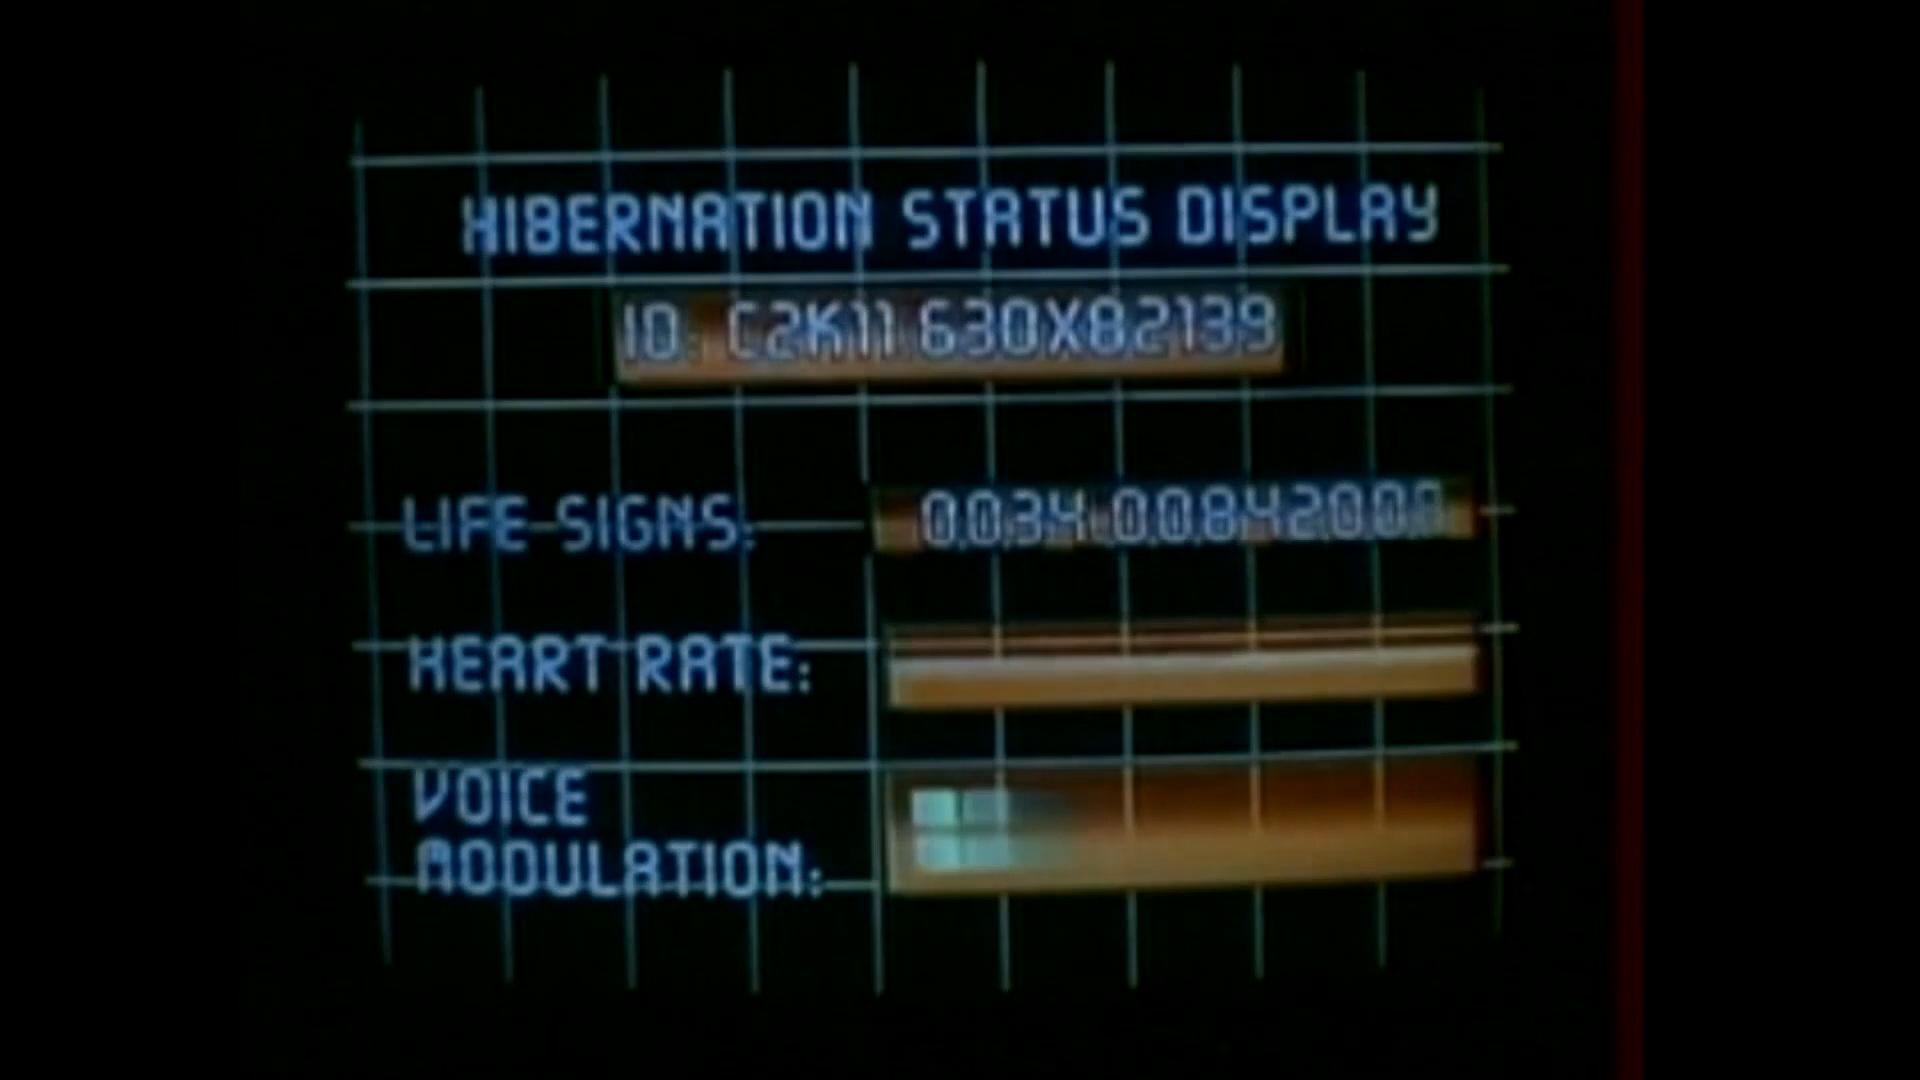 HIBERNATION STATUS DISPLAY
ID: C2K11 630X82139
LIFE SIGNS:
HEART RATE:
VOICE
MODULATION: